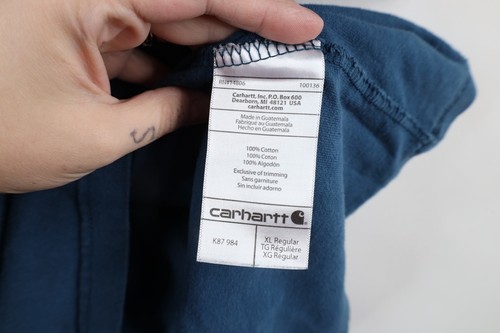 100136
Carhartt, Inc, P.O. Box 600
Dearborn, MI 48121 USA
carhartt.com
Made in Guatemala
Fabriqué au Guatemala
Hecho en Guatemala
100% Cotton
100% Cotton
100% Algodón
Exclusive of trimming
Sans garniture
Sin incluir adornos
carhartt
K87 984
XL Regular
TG Régulière
XG Regular